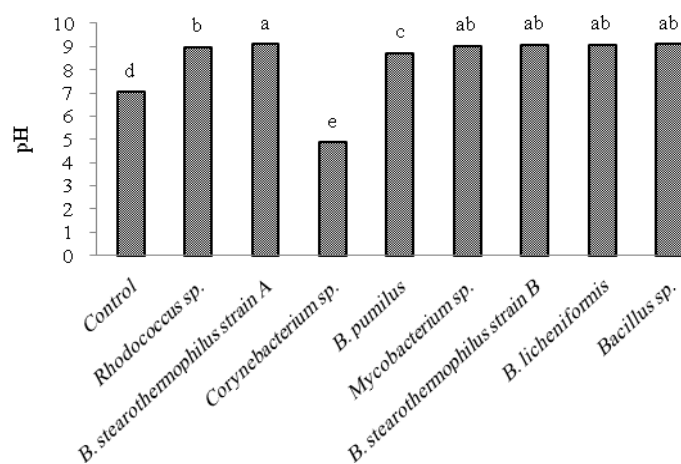 10
9
8
7
6
5
4
3
2
1
0
pH
d
b
a
e
c
ab
ab
ab
ab
Control
Rhodococcus sp.
B. stearothermophilus strain A
Corynebacterium sp.
B. pumilus
Mycobacterium sp.
B. stearothermophilus strain B
B. licheniformis
Bacillus sp.